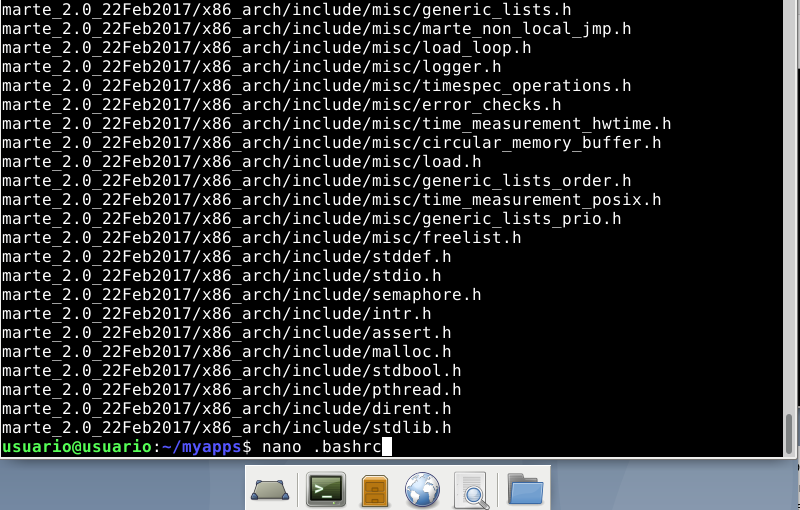 marte_2.0_22Feb2017/x86_arch/include/misc/generic_lists.h
marte_2.0_22Feb2017/x86_arch/include/misc/marte_non_local_jmp.h
marte_2.0_22Feb2017/x86_arch/include/misc/load_loop.h
marte_2.0_22Feb2017/x86_arch/include/misc/logger.h
marte_2.0_22Feb2017/x86_arch/include/misc/timespec_operations.h
marte_2.0_22Feb2017/x86_arch/include/misc/error_checks.h
marte_2.0_22Feb2017/x86_arch/include/misc/time_measurement_hwtime.h
marte_2.0_22Feb2017/x86_arch/include/misc/circular_memory_buffer.h
marte_2.0_22Feb2017/x86_arch/include/misc/load.h
marte_2.0_22Feb2017/x86_arch/include/misc/generic_lists_order.h
marte_2.0_22Feb2017/x86_arch/include/misc/time_measurement_posix.h
marte_2.0_22Feb2017/x86_arch/include/misc/generic_lists_prio.h
marte_2.0_22Feb2017/x86_arch/include/misc/freelist.h
marte_2.0_22Feb2017/x86_arch/include/stddef.h
marte_2.0_22Feb2017/x86_arch/include/stdio.h
marte_2.0_22Feb2017/x86_arch/include/semaphore.h
marte_2.0_22Feb2017/x86_arch/include/intr.h
marte_2.0_22Feb2017/x86_arch/include/assert.h
marte_2.0_22Feb2017/x86_arch/include/malloc.h
marte_2.0_22Feb2017/x86_arch/include/stdbool.h
marte_2.0_22Feb2017/x86_arch/include/pthread.h
marte_2.0_22Feb2017/x86_arch/include/dirent.h
marte_2.0_22Feb2017/x86_arch/include/stdlib.h
usuario@usuario:~/myapps$ nano .bashrc